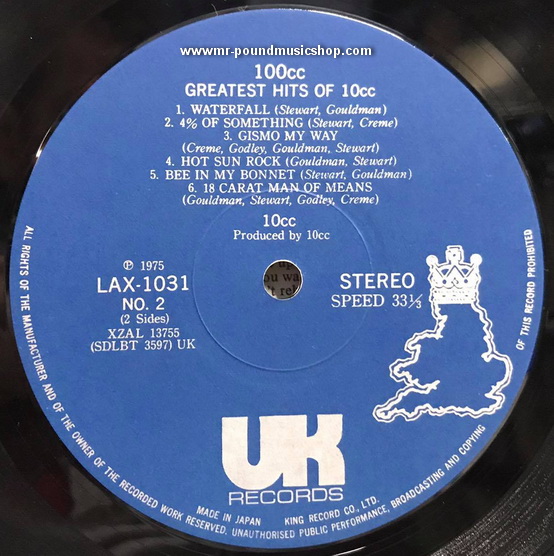 www.mr-poundmusicshop.com
100cc
GREATEST HITS OF 10cc
1. WATERFALL (Stewart, Gouldman)
2. 4% OF SOMETHING (Stewart, Creme)
3. GISMO MY WAY
(Creme, Godley, Gouldman, Stewart)
4. HOT SUN ROCK (Gouldman, Stewart)
5. BEE IN MY BONNET (Stewart, Gouldman)
6. 18 CARAT MAN OF MEANS
(Gouldman, Stewart, Godley, Creme)
10cc
Produced by 10cc
℗ 1975
LAX-1031
NO. 2
(2 Sides)
XZAL 13755
(SDLBT 3597) UK
STEREO
SPEED 33⅓
UK
RECORDS
MADE IN JAPAN KING RECORD CO., LTD.
ALL RIGHTS OF THE MANUFACTURER AND OF THE OWNER OF THE RECORDED WORK RESERVED. UNAUTHORISED PUBLIC PERFORMANCE, BROADCASTING AND COPYING OF THIS RECORD PROHIBITED